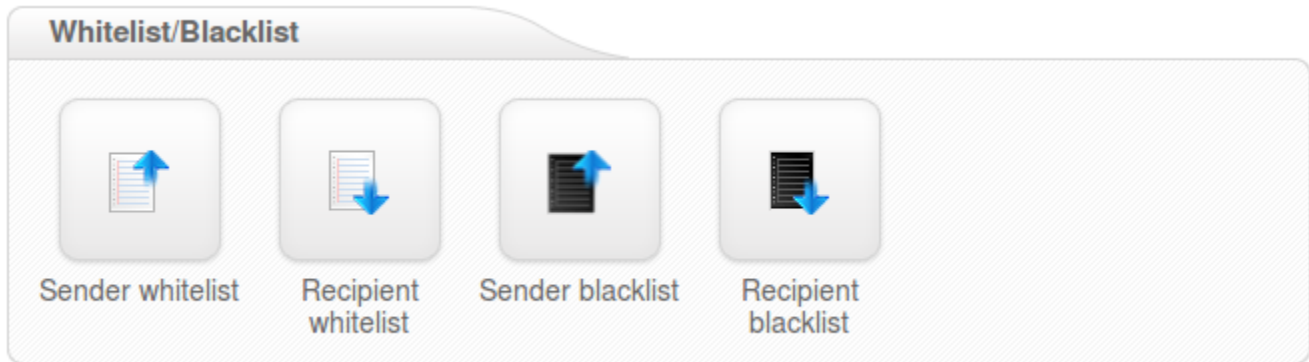 Whitelist/Blacklist
Sender whitelist
Recipient
whitelist
Sender blacklist
Recipient
blacklist